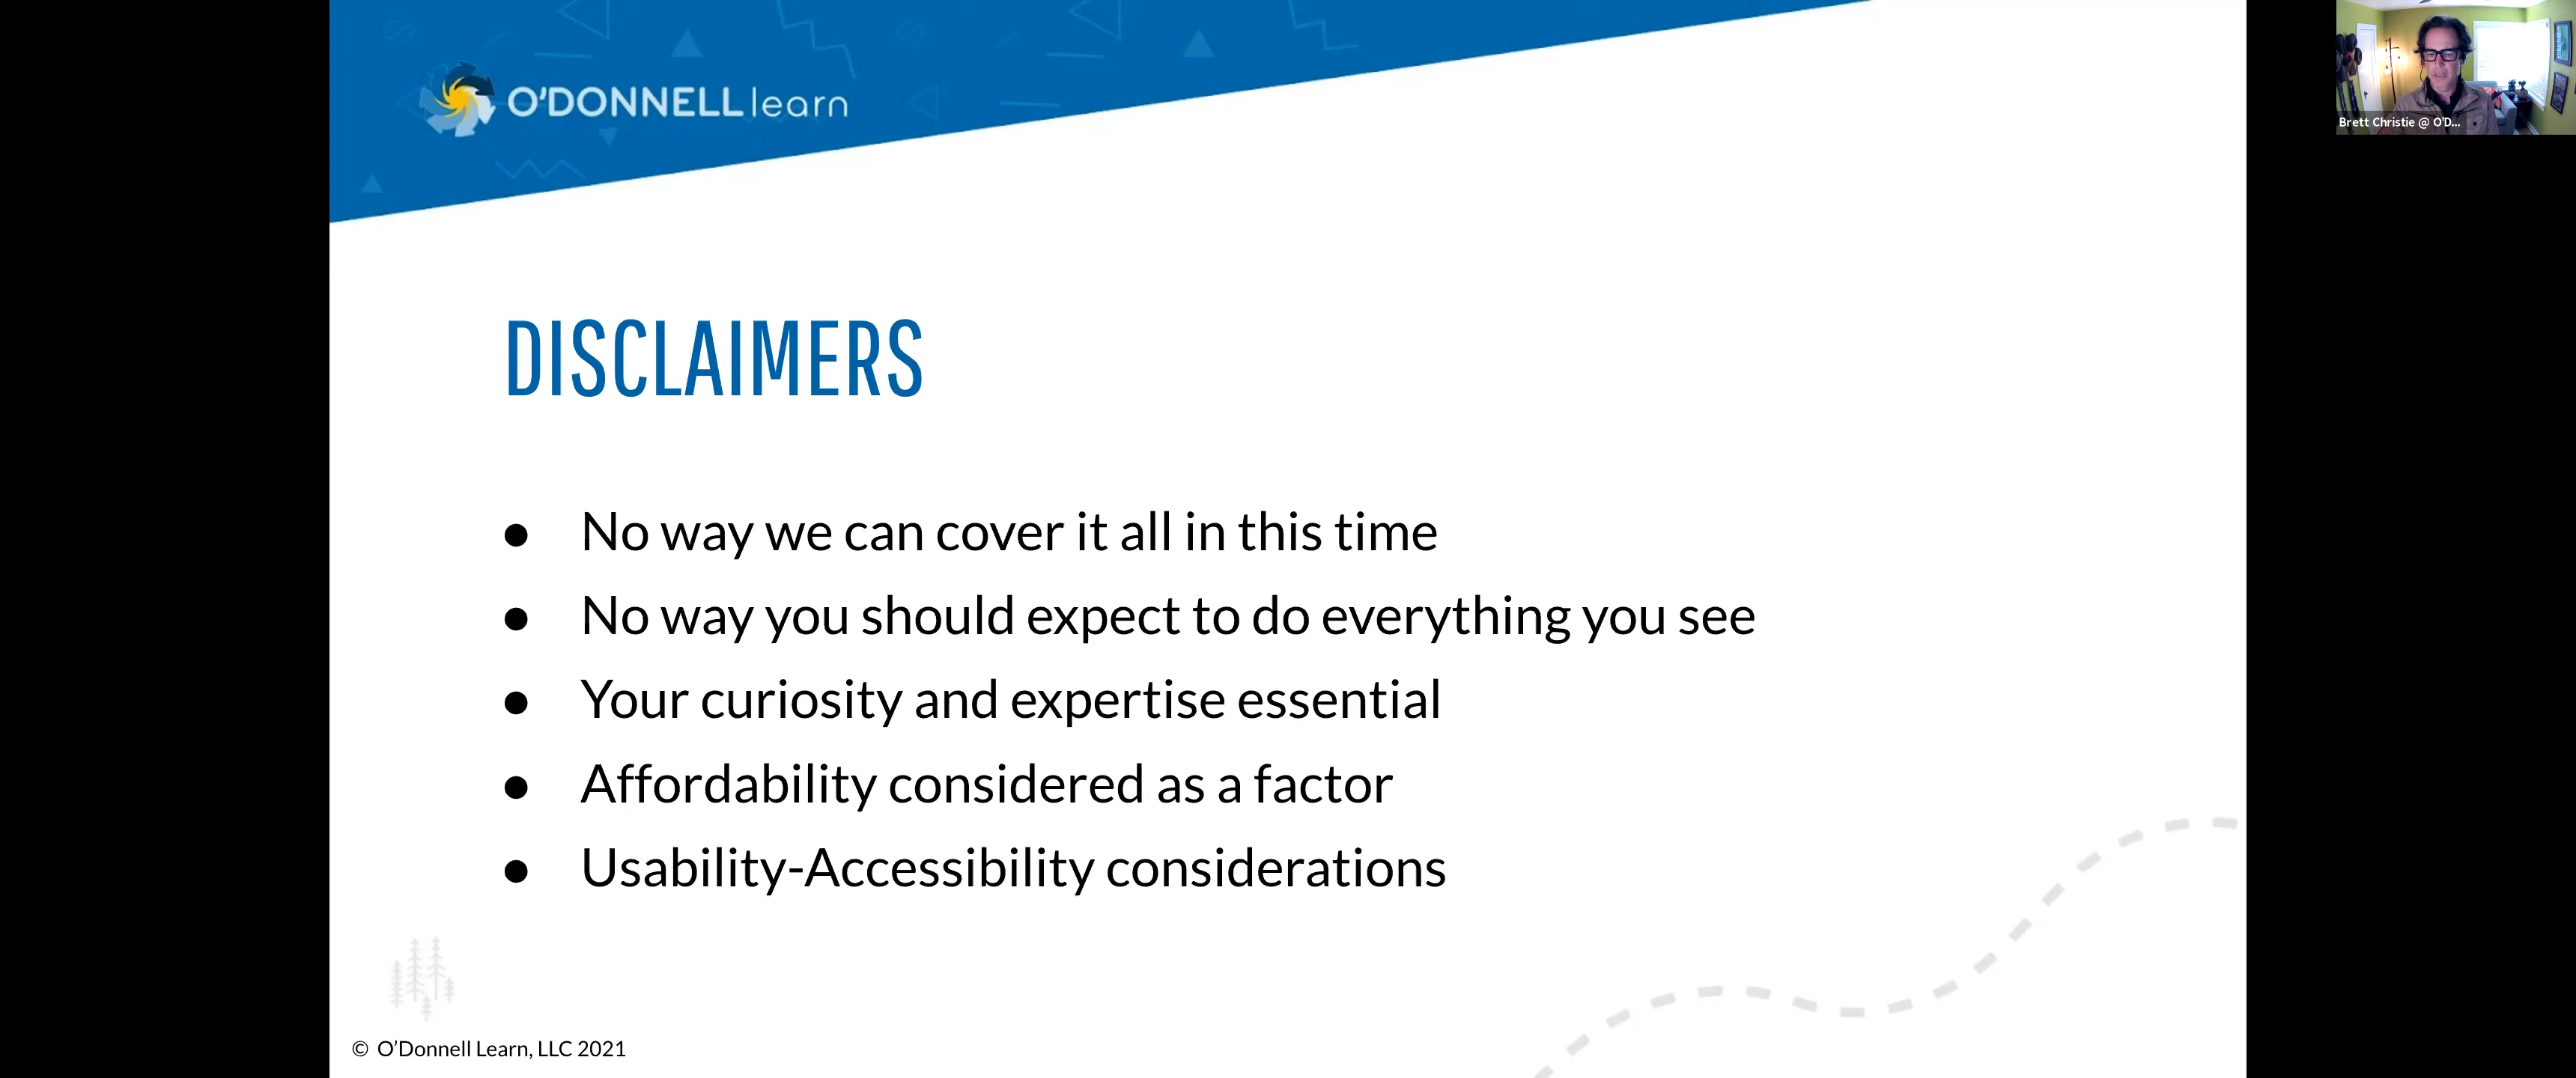 O'DONNELL learn
Brett Christie @ O'D...
DISCLAIMERS
● No way we can cover it all in this time
● No way you should expect to do everything you see
● Your curiosity and expertise essential
● Affordability considered as a factor
● Usability-Accessibility considerations
© O'Donnell Learn, LLC 2021